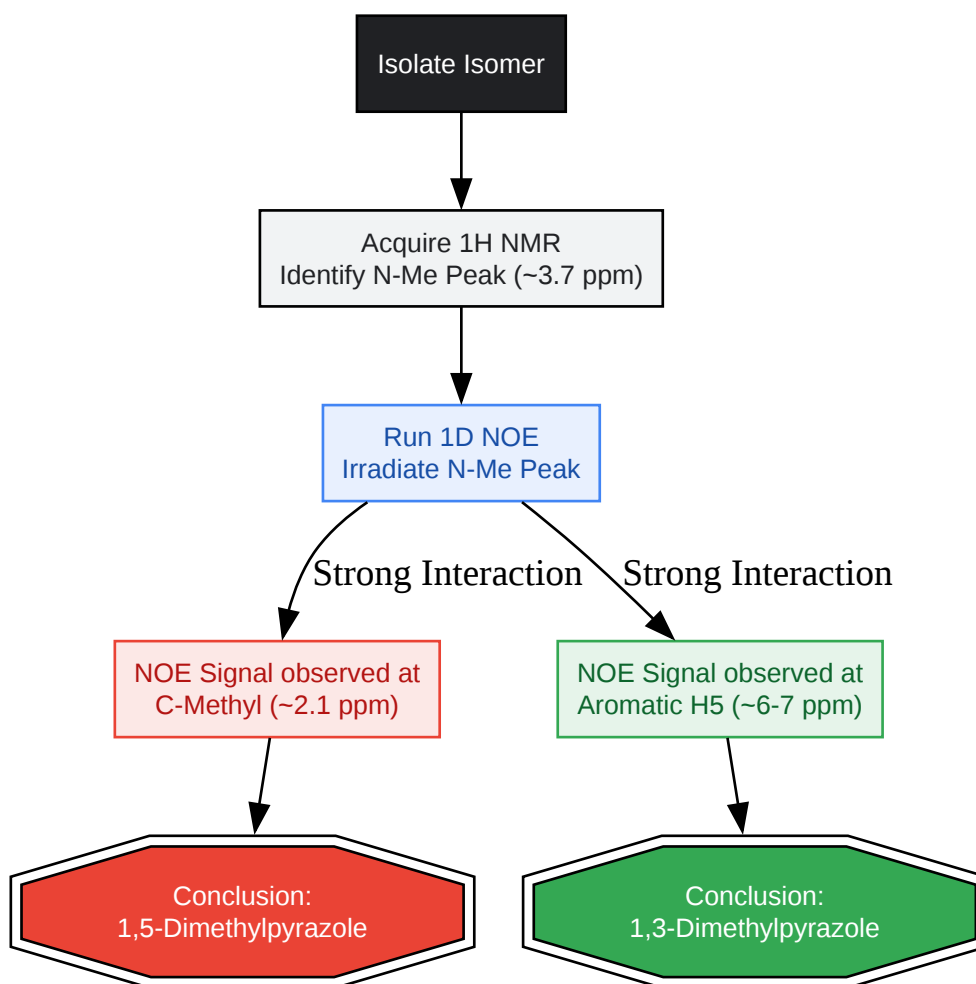 Isolate Isomer
Acquire 1H NMR
Identify N-Me Peak (~3.7 ppm)
Run 1D NOE
Irradiate N-Me Peak
Strong Interaction
Strong Interaction
NOE Signal observed at
C-Methyl (~2.1 ppm)
NOE Signal observed at
Aromatic H5 (~6-7 ppm)
Conclusion:
1,5-Dimethylpyrazole
Conclusion:
1,3-Dimethylpyrazole